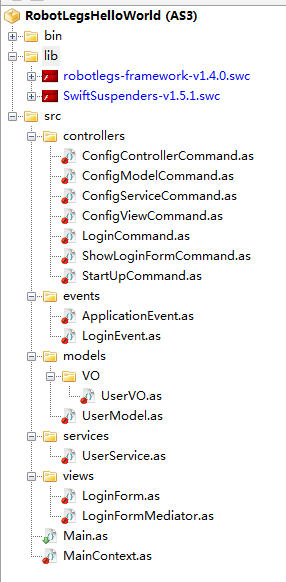 RobotLegsHelloWorld (AS3)
bin
lib
robotlegs-framework-v1.4.0.swc
SwiftSuspenders-v1.5.1.swc
src
controllers
ConfigControllerCommand.as
ConfigModelCommand.as
ConfigServiceCommand.as
ConfigViewCommand.as
LoginCommand.as
ShowLoginFormCommand.as
StartUpCommand.as
events
ApplicationEvent.as
LoginEvent.as
models
VO
UserVO.as
UserModel.as
services
UserService.as
views
LoginForm.as
LoginFormMediator.as
Main.as
MainContext.as